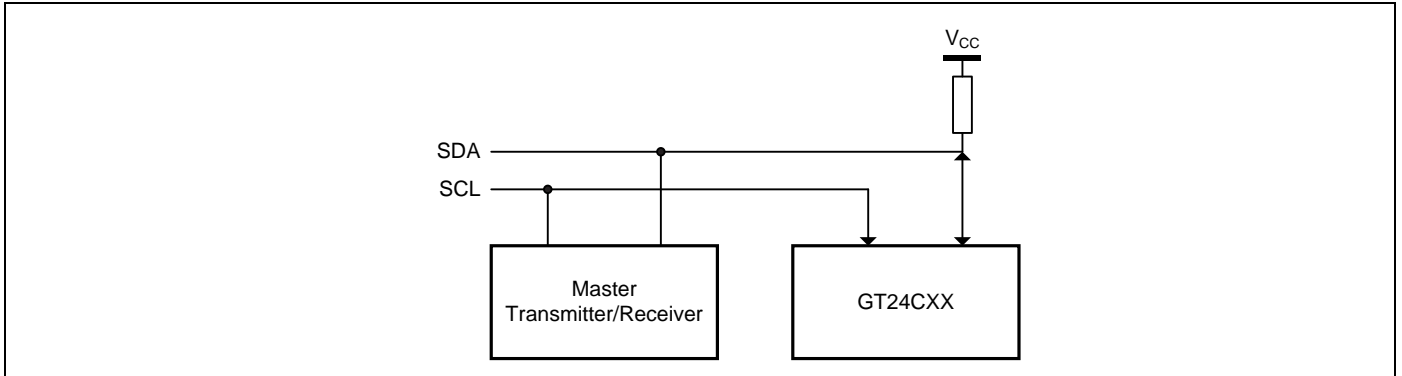 VCC
SDA
SCL
Master
Transmitter/Receiver
GT24CXX